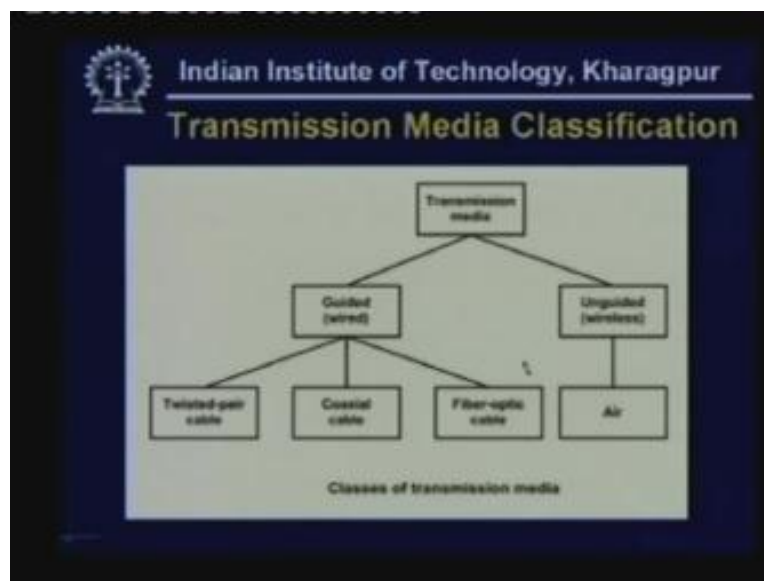 Indian Institute of Technology, Kharagpur
Transmission Media Classification
Transmission
media
Guided
(wired)
Unguided
(wireless)
Twisted-pair
cable
Coaxial
cable
Fiber-optic
cable
Air
Classes of transmission media